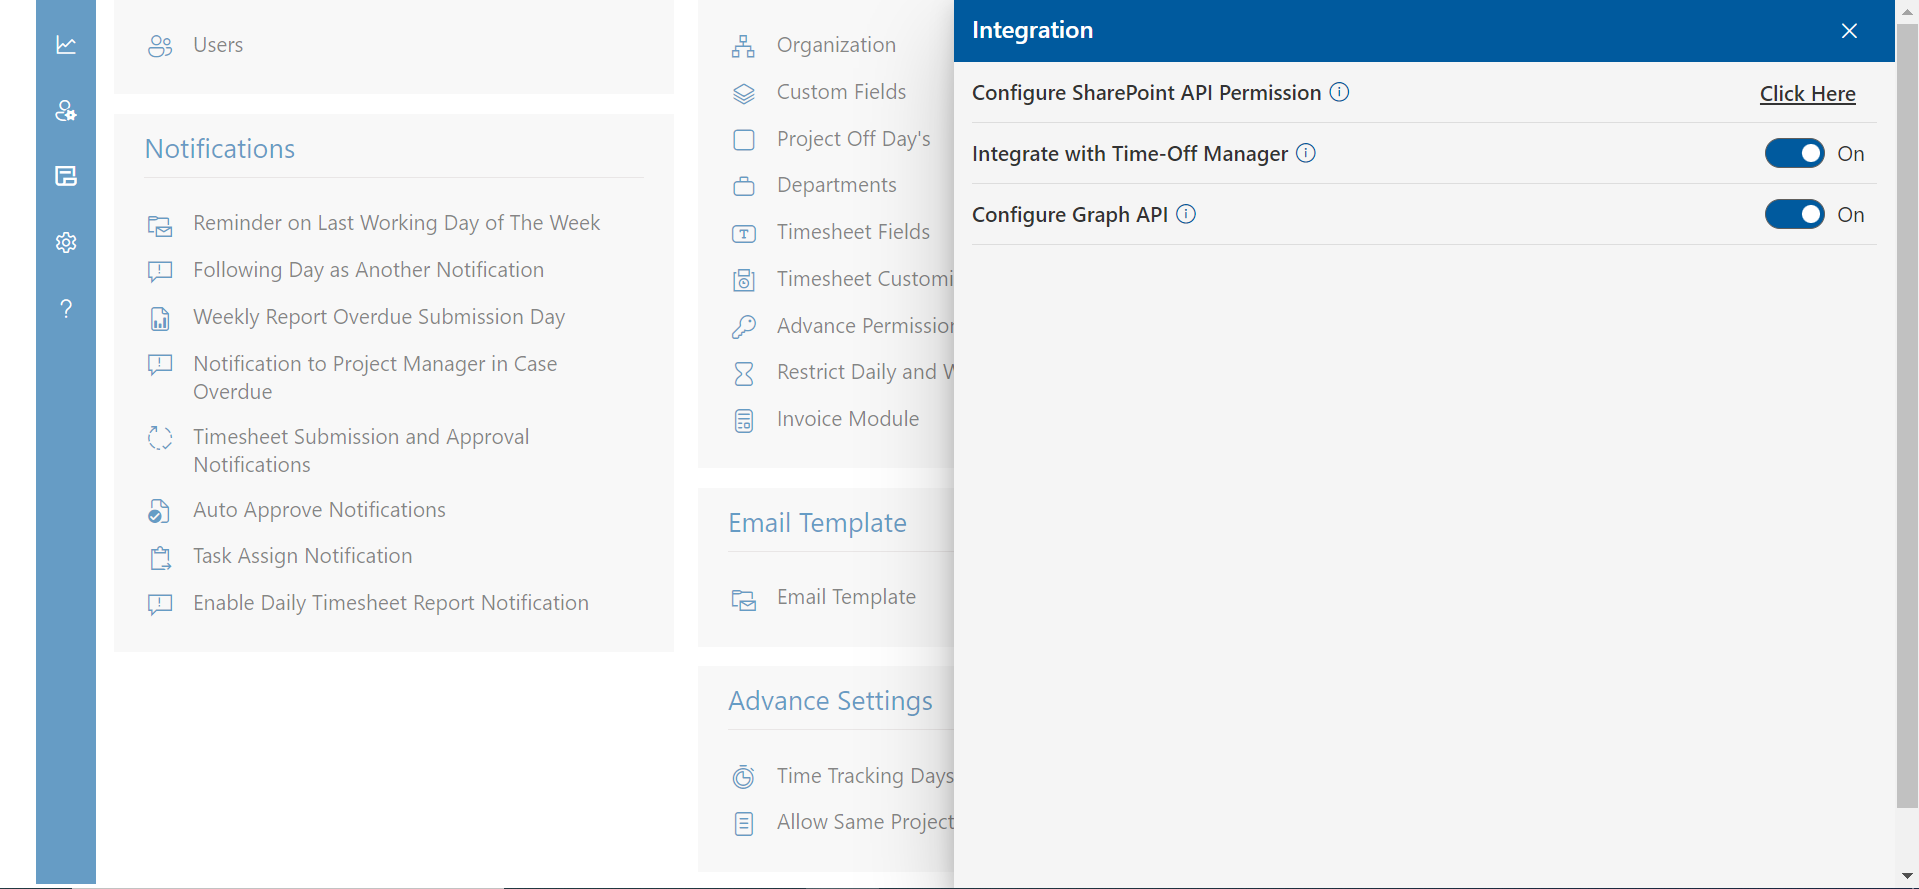 Users
Notifications
Reminder on Last Working Day of The Week
Following Day as Another Notification
Weekly Report Overdue Submission Day
Notification to Project Manager in Case
Overdue
Timesheet Submission and Approval
Notifications
Auto Approve Notifications
Task Assign Notification
Enable Daily Timesheet Report Notification
Organization
Custom Fields
Project Off Day's
Departments
Timesheet Fields
Timesheet Customi
Advance Permission
Restrict Daily and W
Invoice Module
Email Template
Email Template
Advance Settings
Time Tracking Days
Allow Same Project
Integration
Configure SharePoint API Permission Click Here
Integrate with Time-Off Manager On
Configure Graph API On